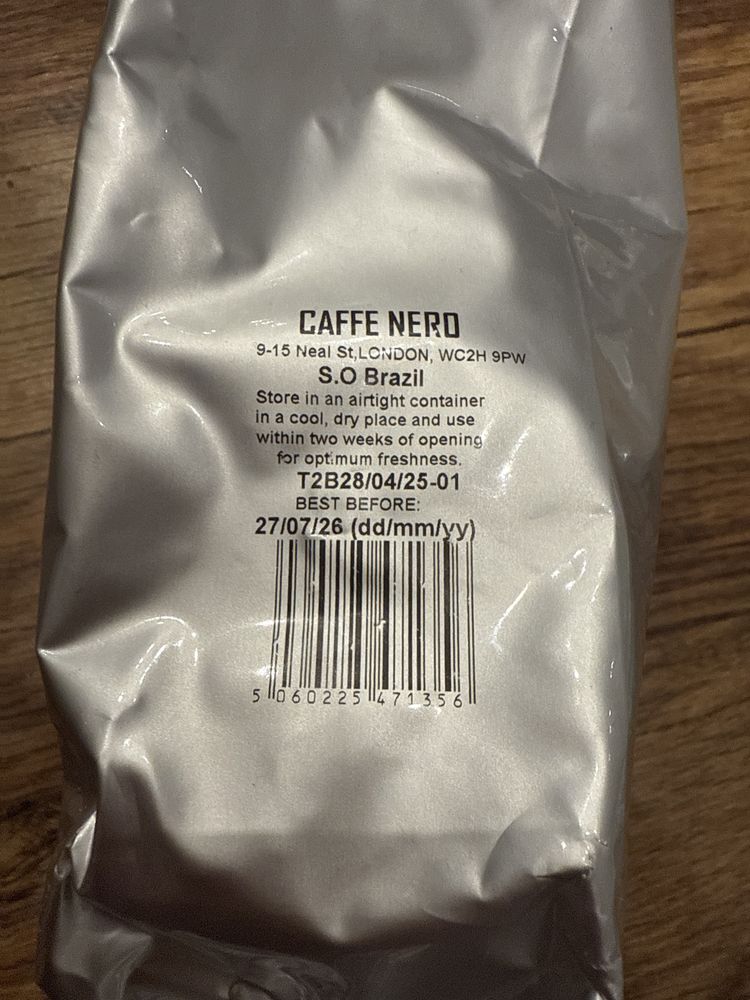 CAFFE NERO
9-15 Neal St,LONDON, WC2H 9PW
S.O Brazil
Store in an airtight container
in a cool, dry place and use
within two weeks of opening
for optimum freshness.
T2B28/04/25-01
BEST BEFORE:
27/07/26 (dd/mm/yy)
5 060225 471356